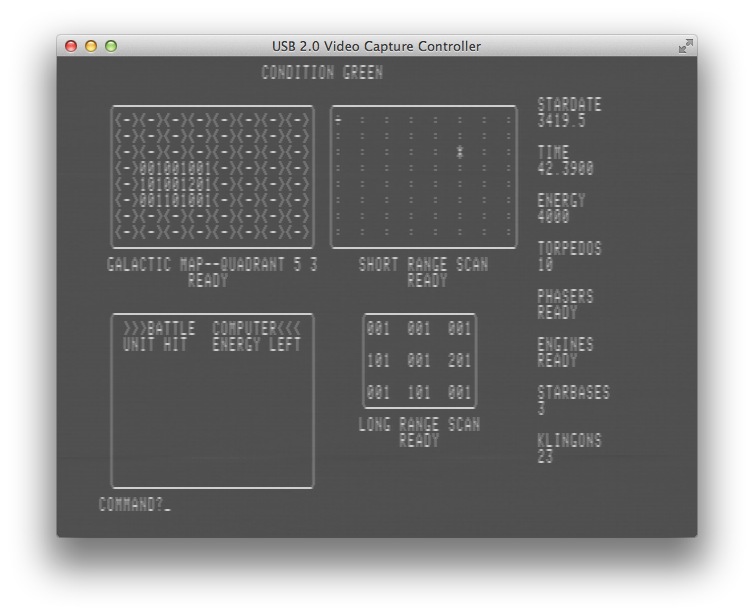 USB 2.0 Video Capture Controller
CONDITION GREEN
<-><-><-><-><-><-><-><->
<-><-><-><-><-><-><-><->
<-><-><-><-><-><-><-><->
<->001001001<-><-><-><->
<->101001201<-><-><-><->
<->001101001<-><-><-><->
<-><-><-><-><-><-><-><->
<-><-><-><-><-><-><-><->
GALACTIC MAP--QUADRANT 5 3
READY
: : : : : : :
: : : : : : : :
: : : : : : :
: : : : : : : :
: : : : : : : :
: : : : : : : :
: : : : : : : :
: : : : : : : :
SHORT RANGE SCAN
READY
STARDATE
3419.5
TIME
42.3900
ENERGY
4000
TORPEDOS
10
PHASERS
READY
ENGINES
READY
STARBASES
3
KLINGONS
23
>>>BATTLE COMPUTER<<<
UNIT HIT ENERGY LEFT
001 001 001
101 001 201
001 101 001
LONG RANGE SCAN
READY
COMMAND?_